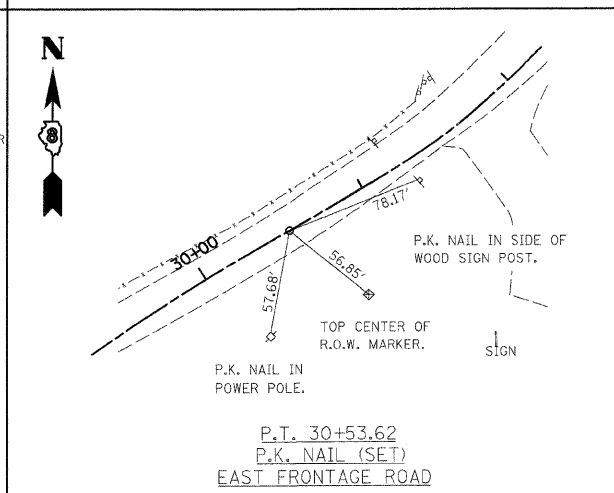 N
8
R
30+00
78.17'
56.85'
57.68'
P.K. NAIL IN SIDE OF
WOOD SIGN POST.
TOP CENTER OF
R.O.W. MARKER.
SIGN
P.K. NAIL IN
POWER POLE.
P.T. 30+53.62
P.K. NAIL (SET)
EAST FRONTAGE ROAD